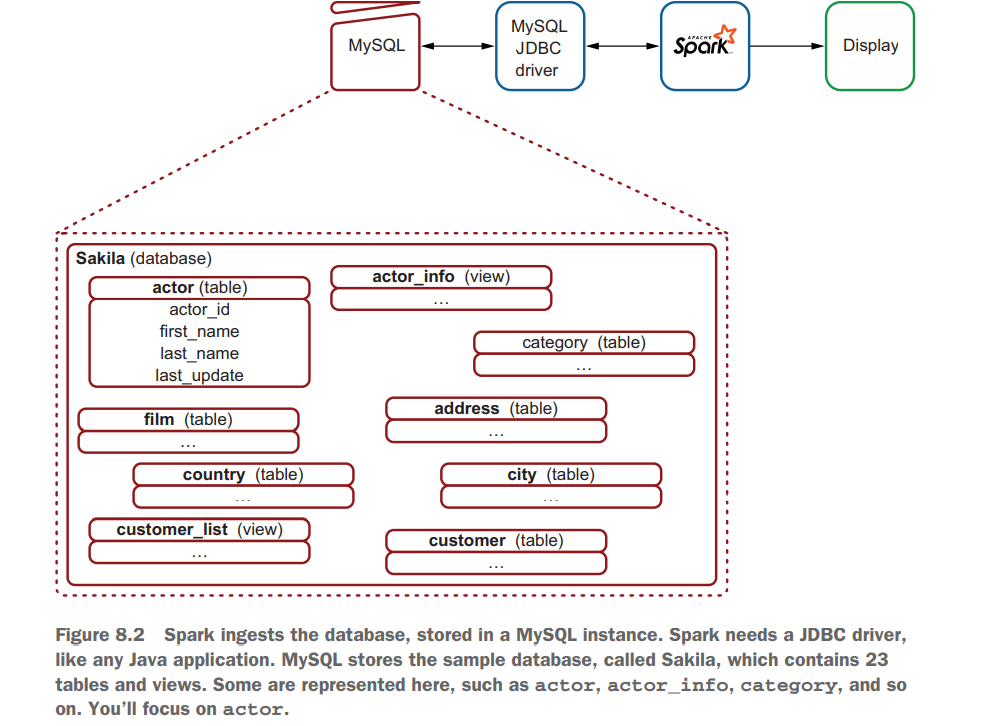 MySQL
MySQL
JDBC
driver
APACHE
Spark
Display
Sakila (database)
actor (table)
actor_id
first_name
last_name
last_update
actor_info (view)
...
category (table)
...
film (table)
...
address (table)
...
country (table)
...
city (table)
...
customer_list (view)
...
customer (table)
...
Figure 8.2 Spark ingests the database, stored in a MySQL instance. Spark needs a JDBC driver,
like any Java application. MySQL stores the sample database, called Sakila, which contains 23
tables and views. Some are represented here, such as actor, actor_info, category, and so
on. You’ll focus on actor.